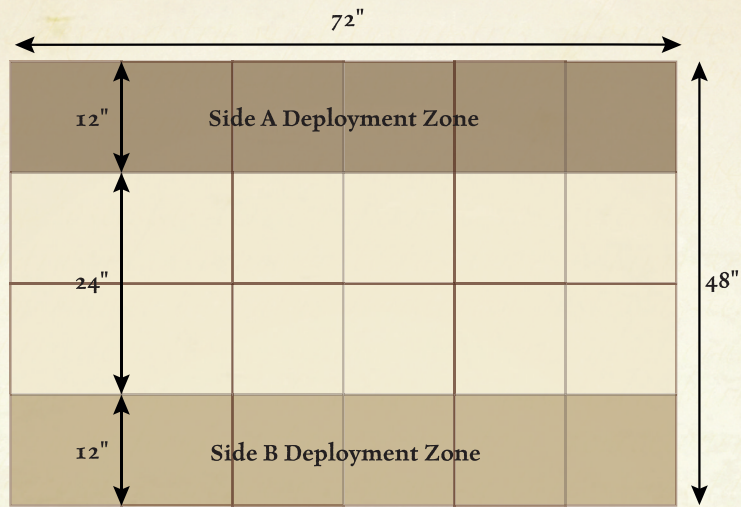 72"
12"
Side A Deployment Zone
24"
48"
12"
Side B Deployment Zone